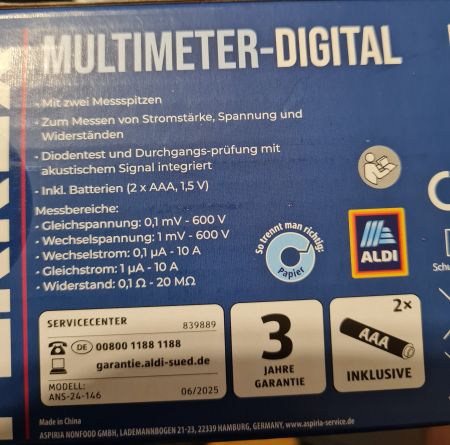 MULTIMETER-DIGITAL
• Mit zwei Messspitzen
• Zum Messen von Stromstärke, Spannung und
Widerständen
• Diodentest und Durchgangs-prüfung mit
akustischem Signal integriert
• Inkl. Batterien (2 x AAA, 1,5 V)
Messbereiche:
• Gleichspannung: 0,1 mV - 600 V
• Wechselspannung: 1 mV - 600 V
• Wechselstrom: 0,1 µA - 10 A
• Gleichstrom: 1 µA - 10 A
• Widerstand: 0,1 Ω - 20 MΩ
So trennt man richtig:
Papier
ALDI
SERVICECENTER 839889
DE 00800 1188 1188
garantie.aldi-sued.de
MODELL:
ANS-24-146 06/2025
3
JAHRE
GARANTIE
2x
AAA
INKLUSIVE
Made in China
ASPIRIA NONFOOD GMBH, LADEMANNBOGEN 21-23, 22339 HAMBURG, GERMANY, www.aspiria-service.de